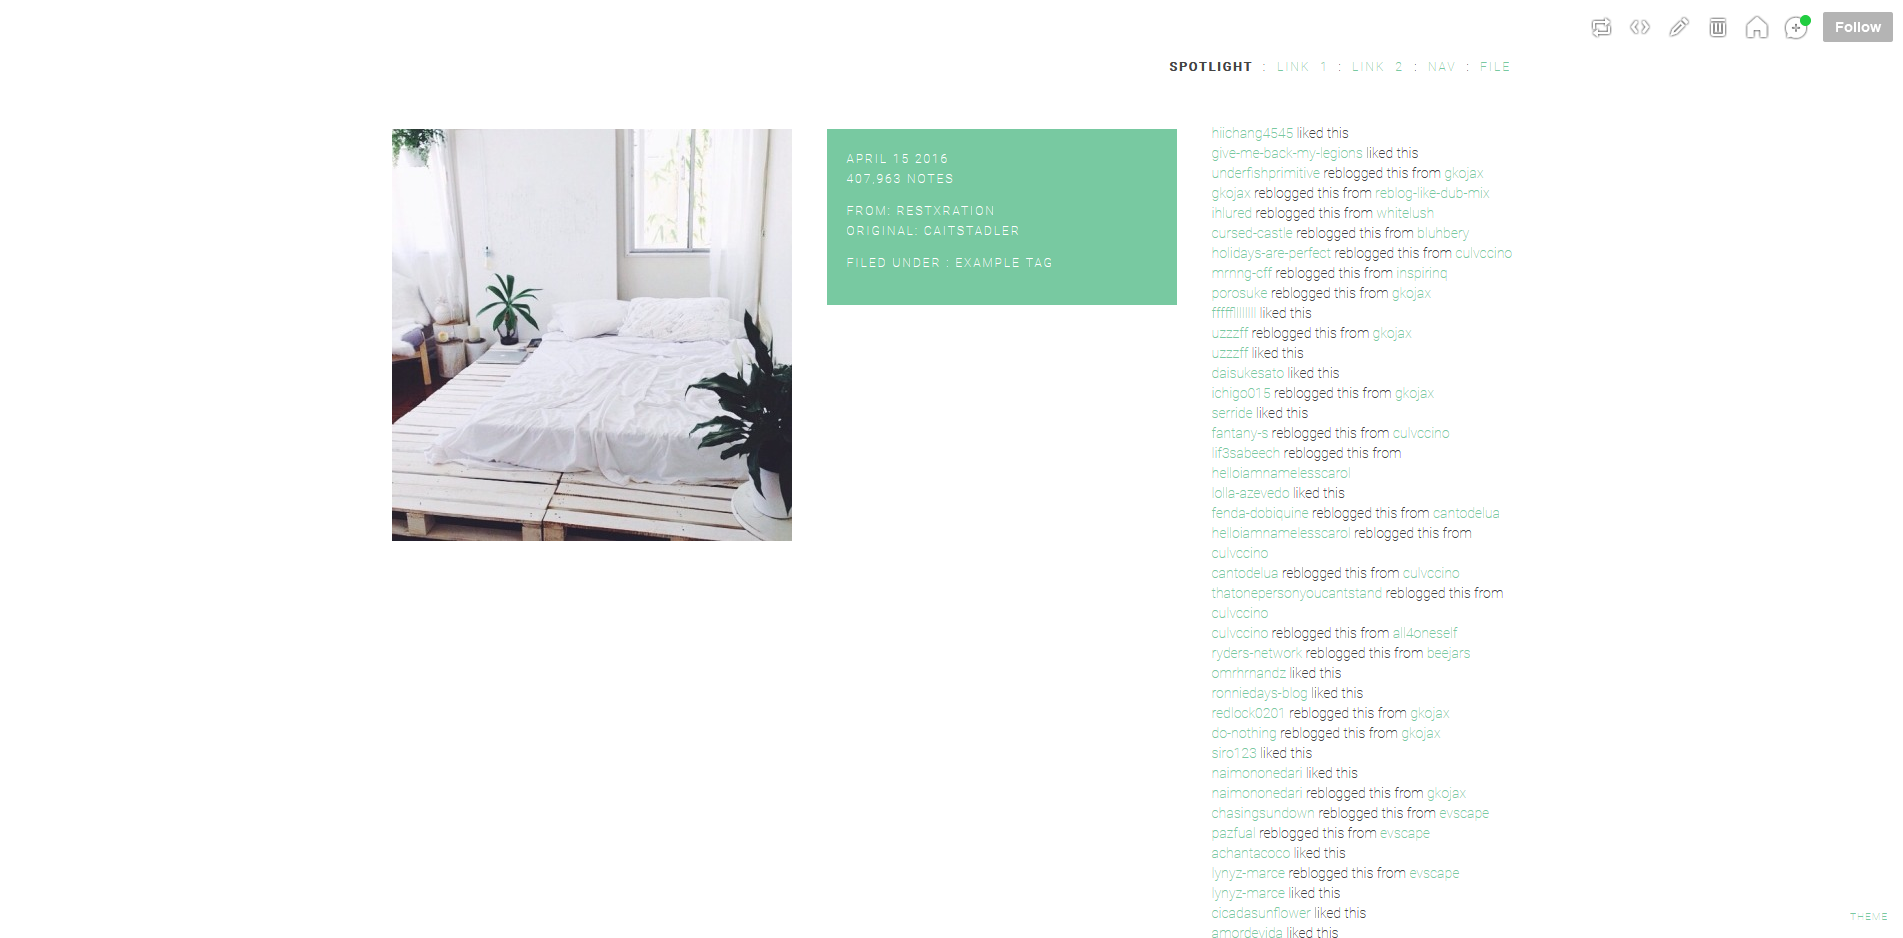 Follow
SPOTLIGHT : LINK 1 : LINK 2 : NAV : FILE
APRIL 15 2016
407,963 NOTES
FROM: RESTXRATION
ORIGINAL: CAITSTADLER
FILED UNDER : EXAMPLE TAG
hiichang4545 liked this
give-me-back-my-legions liked this
underfishprimitive reblogged this from gkojax
gkojax reblogged this from reblog-like-dub-mix
ihlured reblogged this from whitelush
cursed-castle reblogged this from bluhbery
holidays-are-perfect reblogged this from culvccino
mrnng-cff reblogged this from inspirinq
porosuke reblogged this from gkojax
liked this
uzzzff reblogged this from gkojax
uzzzff liked this
daisukesato liked this
ichigo015 reblogged this from gkojax
serride liked this
fantany-s reblogged this from culvccino
lif3sabeech reblogged this from
helloiamnamelesscarol
lolla-azevedo liked this
fenda-dobiquine reblogged this from cantodelua
helloiamnamelesscarol reblogged this from
culvccino
cantodelua reblogged this from culvccino
thatonepersonyoucantstand reblogged this from
culvccino
culvccino reblogged this from all4oneself
ryders-network reblogged this from beejars
omrhrnandz liked this
ronniedays-blog liked this
redlock0201 reblogged this from gkojax
do-nothing reblogged this from gkojax
siro123 liked this
naimononedari liked this
naimononedari reblogged this from gkojax
chasingsundown reblogged this from evscape
pazfual reblogged this from evscape
achantacoco liked this
lynyz-marce reblogged this from evscape
lynyz-marce liked this
cicadasunflower liked this
amordevida liked this
THEME